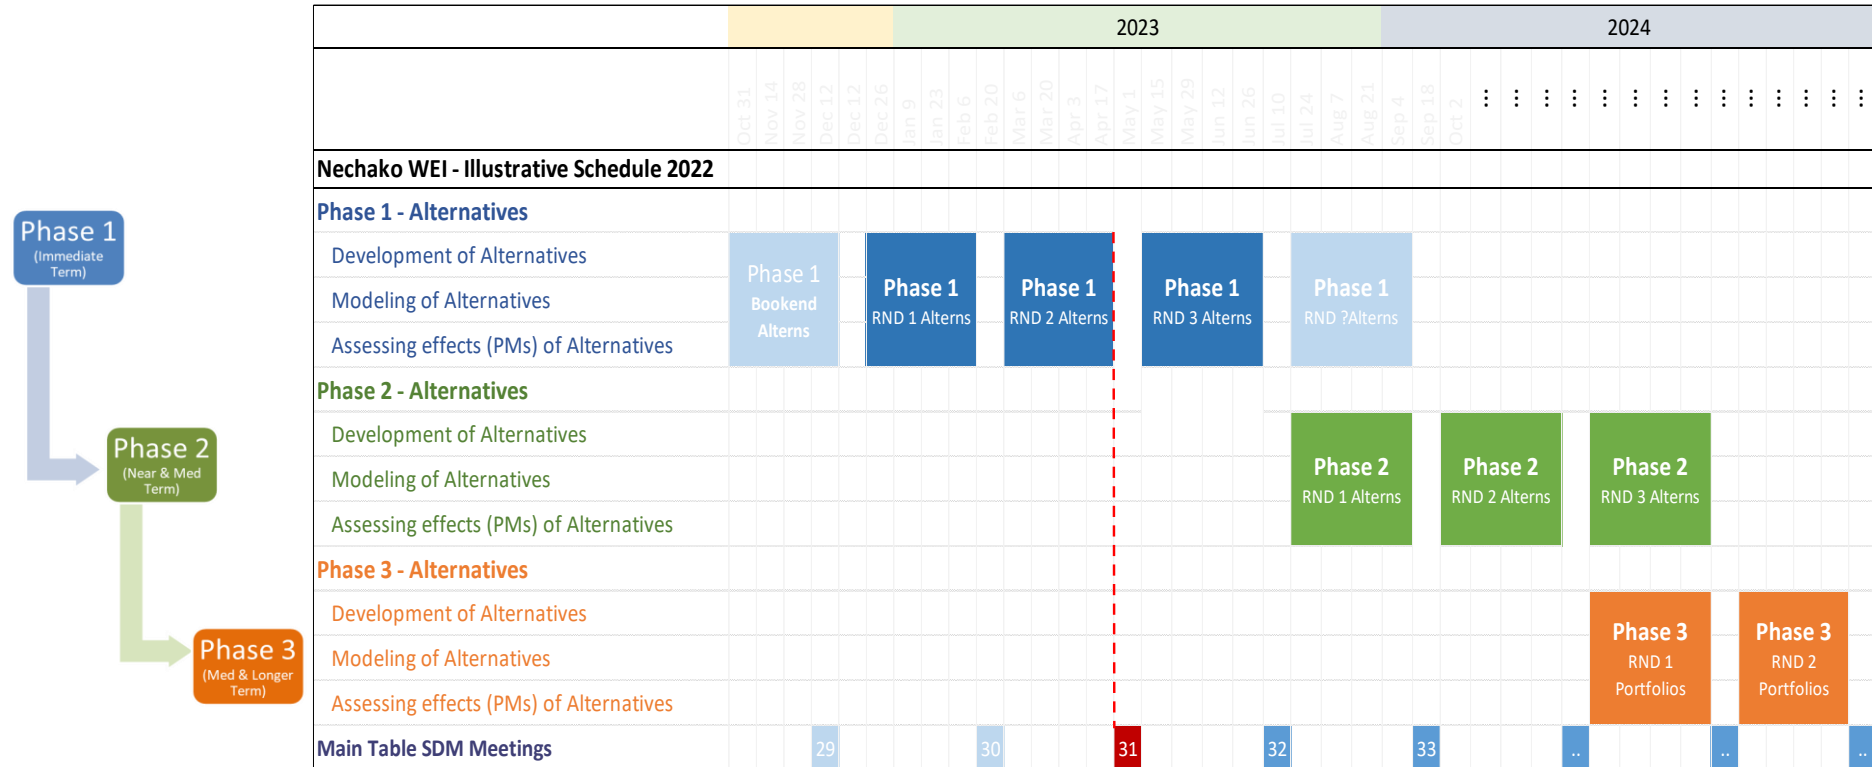 2023 2024
Oct 31 Nov 14 Nov 28 Dec 12 Dec 12 Dec 26 Jan 9 Jan 23 Feb 6 Feb 20 Mar 6 Mar 20 Apr 3 Apr 17 May 1 May 15 May 29 Jun 12 Jun 26 Jul 10 Jul 24 Aug 7 Aug 21 Sep 4 Sep 18 Oct 2 ... ... ... ... ... ... ... ... ... ... ... ... ...
Nechako WEI - Illustrative Schedule 2022
Phase 1
(Immediate
Term)
Phase 2
(Near & Med
Term)
Phase 3
(Med & Longer
Term)
Phase 1 - Alternatives
Development of Alternatives
Modeling of Alternatives
Assessing effects (PMs) of Alternatives
Phase 1
Bookend
Alterns
Phase 1
RND 1 Alterns
Phase 1
RND 2 Alterns
Phase 1
RND 3 Alterns
Phase 1
RND ?Alterns
Phase 2 - Alternatives
Development of Alternatives
Modeling of Alternatives
Assessing effects (PMs) of Alternatives
Phase 2
RND 1 Alterns
Phase 2
RND 2 Alterns
Phase 2
RND 3 Alterns
Phase 3 - Alternatives
Development of Alternatives
Modeling of Alternatives
Assessing effects (PMs) of Alternatives
Phase 3
RND 1
Portfolios
Phase 3
RND 2
Portfolios
Main Table SDM Meetings 29 30 31 32 33 .. .. ..